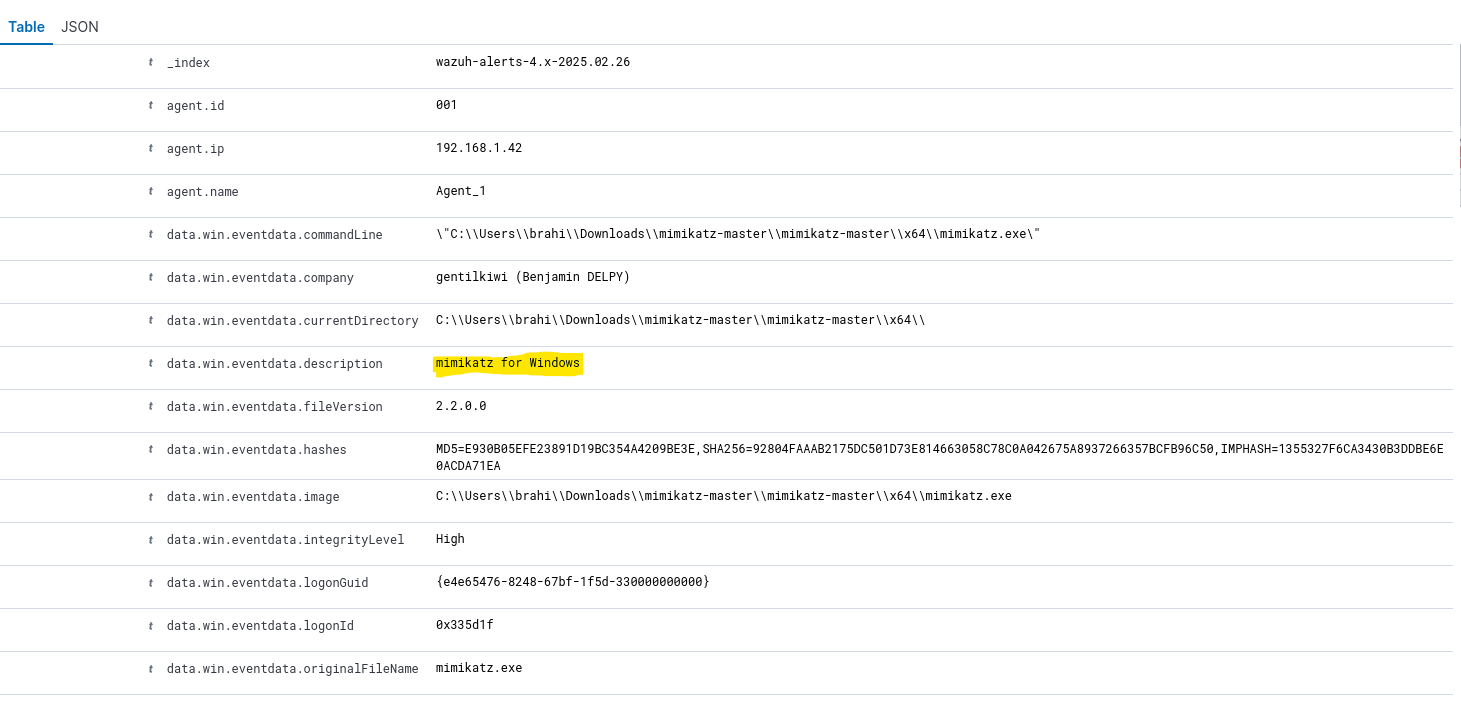 Table JSON
t _index wazuh-alerts-4.x-2025.02.26
t agent.id 001
t agent.ip 192.168.1.42
t agent.name Agent_1
t data.win.eventdata.commandLine \"C:\\Users\\brahi\\Downloads\\mimikatz-master\\mimikatz-master\\x64\\mimikatz.exe\"
t data.win.eventdata.company gentilkiwi (Benjamin DELPY)
t data.win.eventdata.currentDirectory C:\\Users\\brahi\\Downloads\\mimikatz-master\\mimikatz-master\\x64\\
t data.win.eventdata.description mimikatz for Windows
t data.win.eventdata.fileVersion 2.2.0.0
t data.win.eventdata.hashes MD5=E930B05EFE23891D19BC354A4209BE3E,SHA256=92804FAAAB2175DC501D73E814663058C78C0A042675A8937266357BCFB96C50,IMPHASH=1355327F6CA3430B3DDBE6E
0ACDA71EA
t data.win.eventdata.image C:\\Users\\brahi\\Downloads\\mimikatz-master\\mimikatz-master\\x64\\mimikatz.exe
t data.win.eventdata.integrityLevel High
t data.win.eventdata.logonGuid {e4e65476-8248-67bf-1f5d-330000000000}
t data.win.eventdata.logonId 0x335d1f
t data.win.eventdata.originalFileName mimikatz.exe